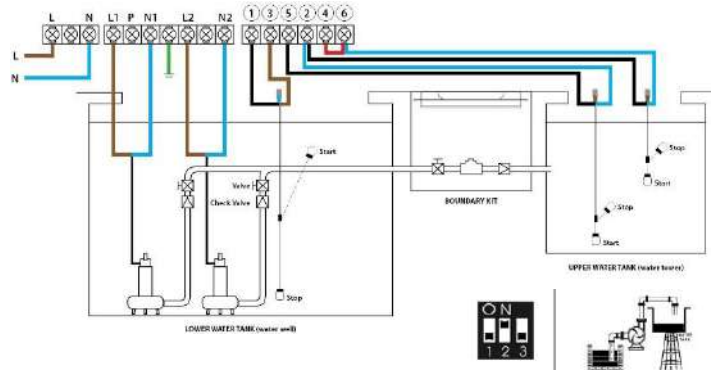 L N L1 P N1 L2 N2 1 3 5 2 4 6
L
N
Start
Stop
Start
Valve
Check Valve
BOUNDARY KIT
Stop
Start
Stop
UPPER WATER TANK (water tower)
LOWER WATER TANK (water well)
ON
1 2 3